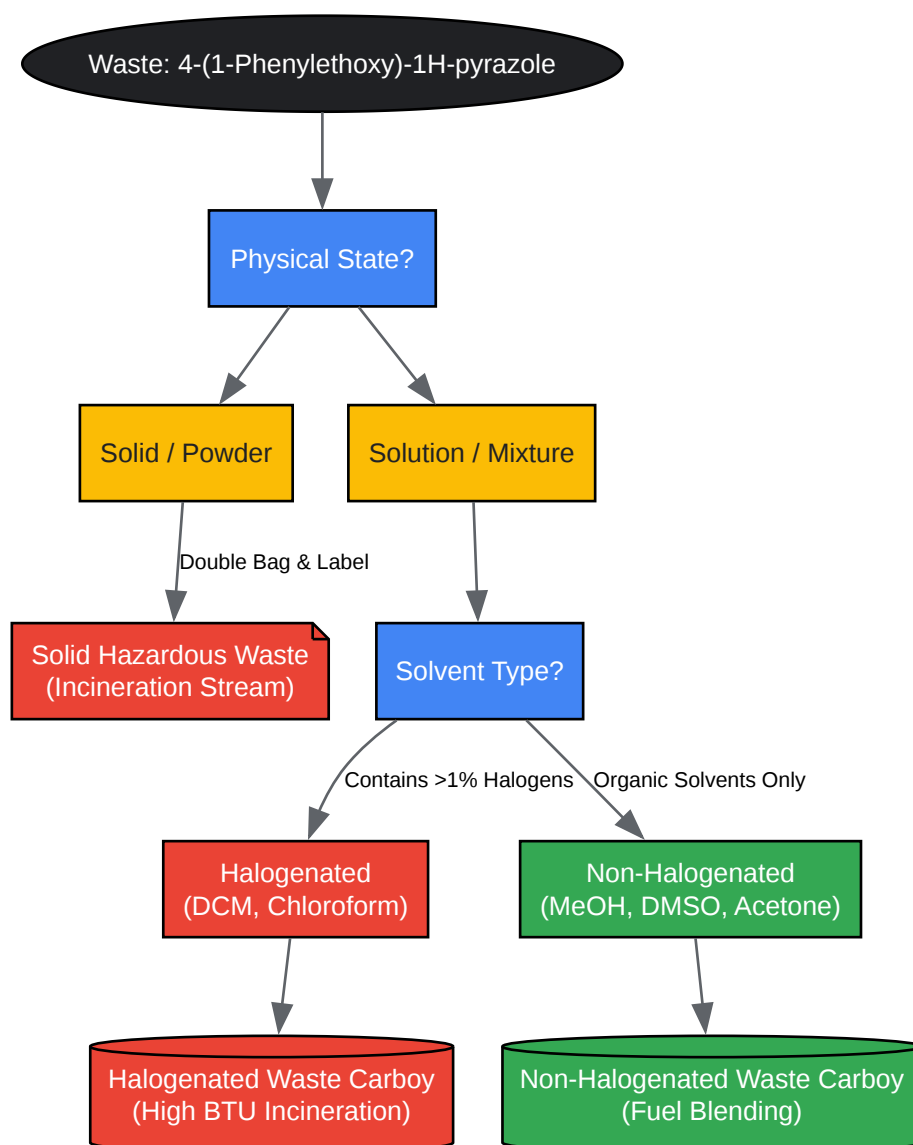 Waste: 4-(1-Phenylethoxy)-1H-pyrazole
Physical State?
Solid / Powder
Solution / Mixture
Double Bag & Label
Solid Hazardous Waste
(Incineration Stream)
Solvent Type?
Contains >1% Halogens
Organic Solvents Only
Halogenated
(DCM, Chloroform)
Non-Halogenated
(MeOH, DMSO, Acetone)
Halogenated Waste Carboy
(High BTU Incineration)
Non-Halogenated Waste Carboy
(Fuel Blending)